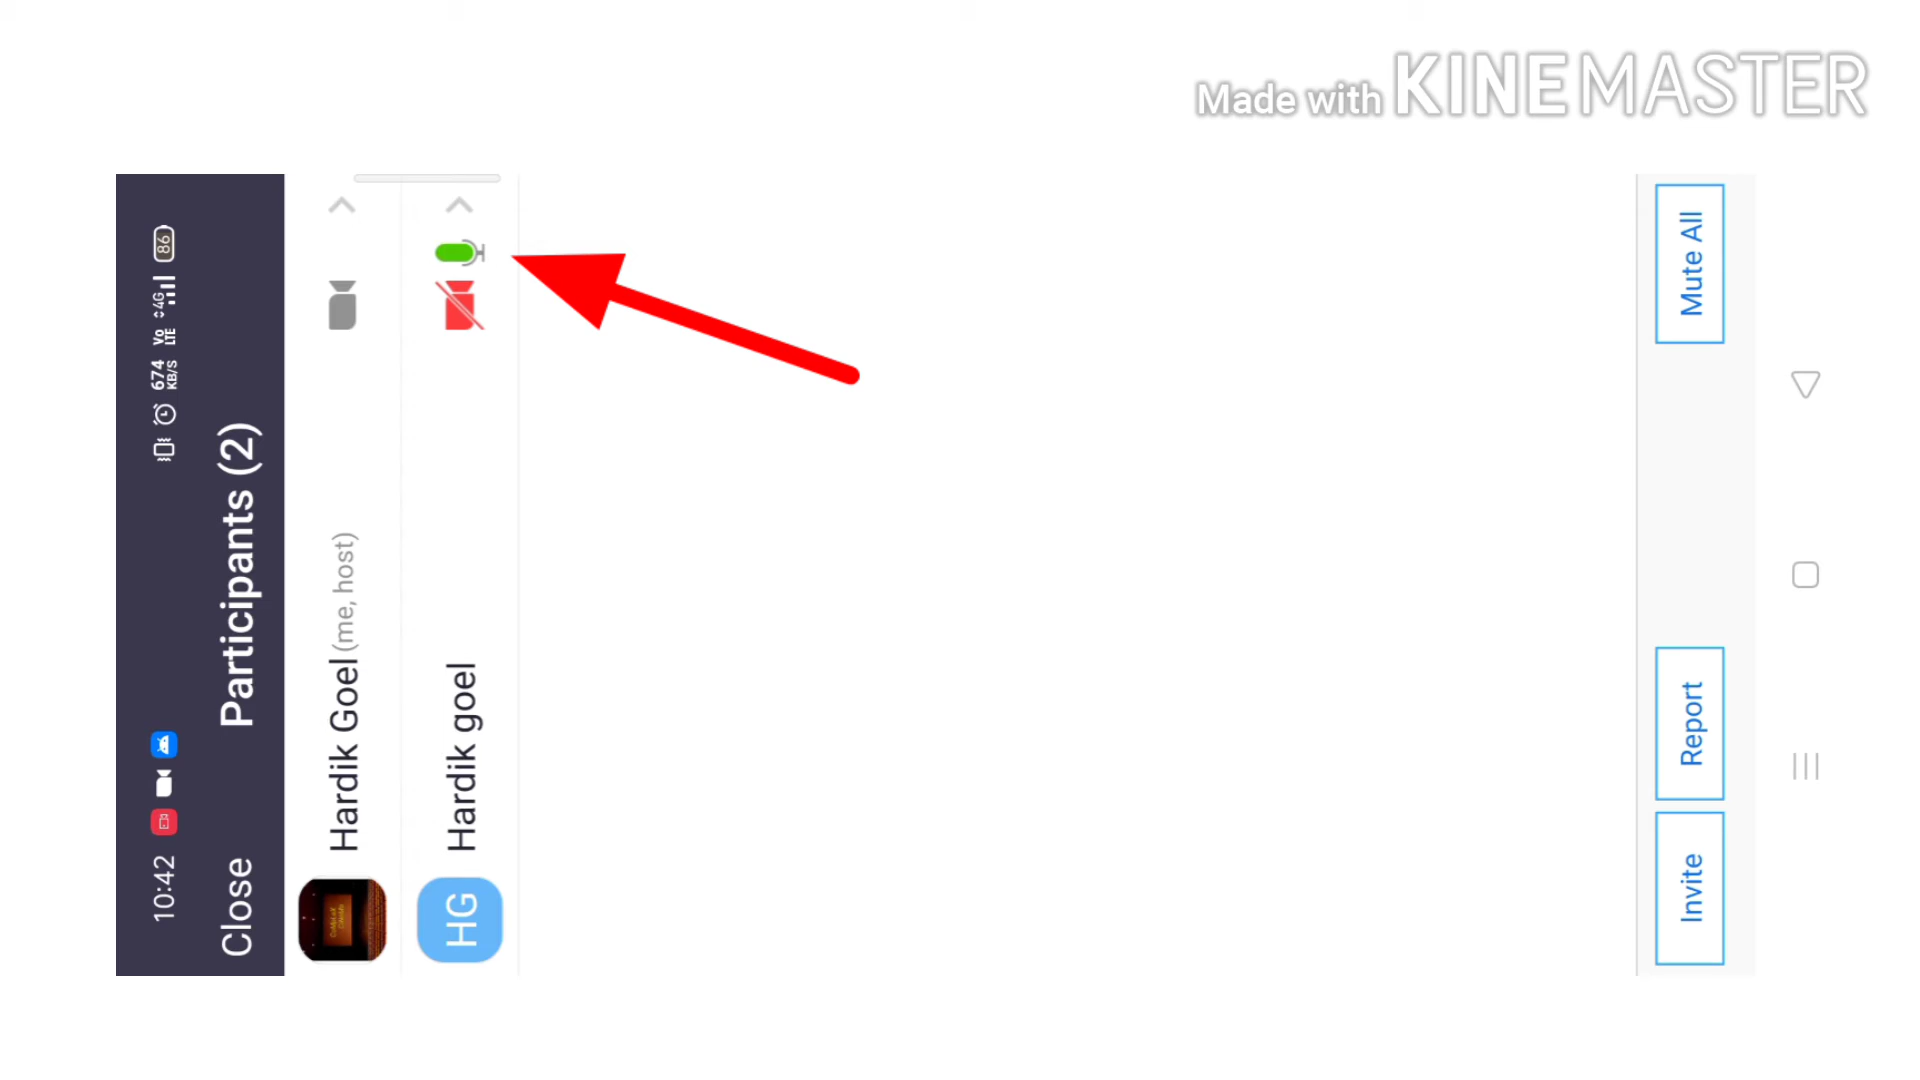 Made with KINEMASTER
10:42 674 KB/S Vo LTE 4G 86
Close Participants (2)
Hardik Goel (me, host)
HG Hardik goel
Invite Report Mute All